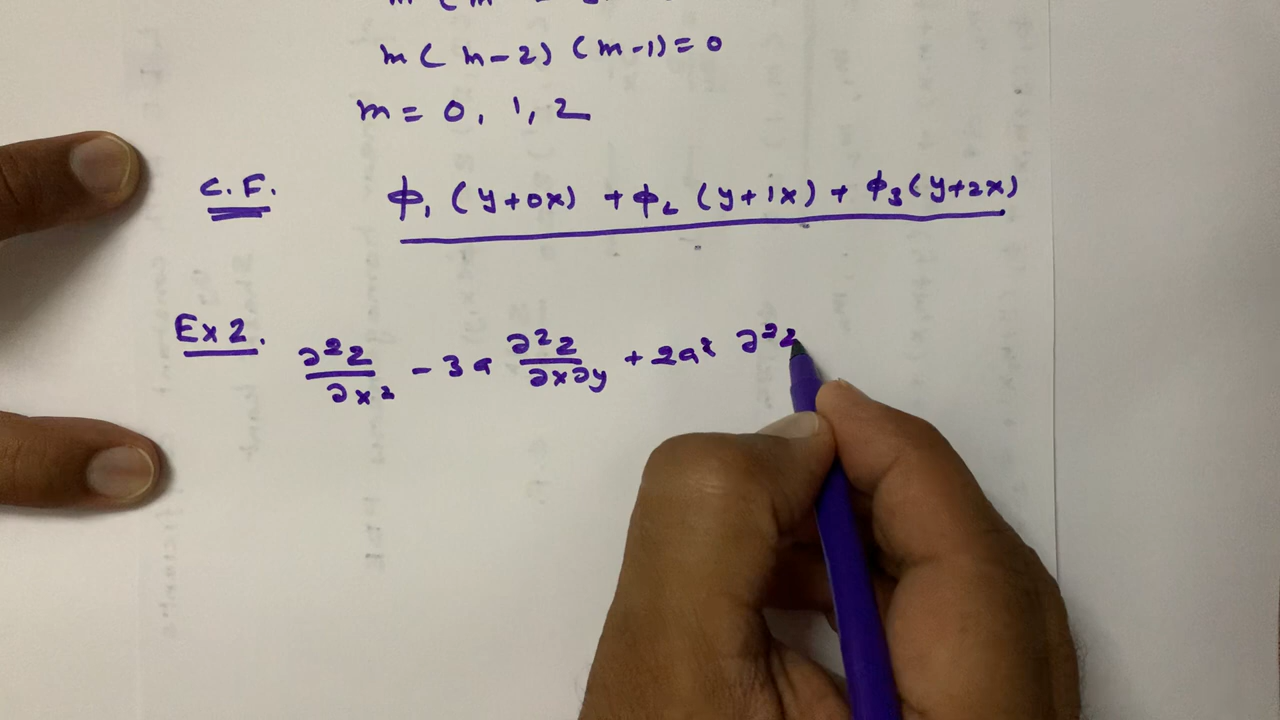 m ( n - 2 ) ( m - 1 ) = 0
m = 0, 1, 2
C.F. ϕ₁ (y+0x) + ϕ₂ (y+1x) + ϕ₃ (y+2x)
Ex 2. ∂²z/∂x² - 3a ∂²z/∂x∂y + 2a² ∂²z